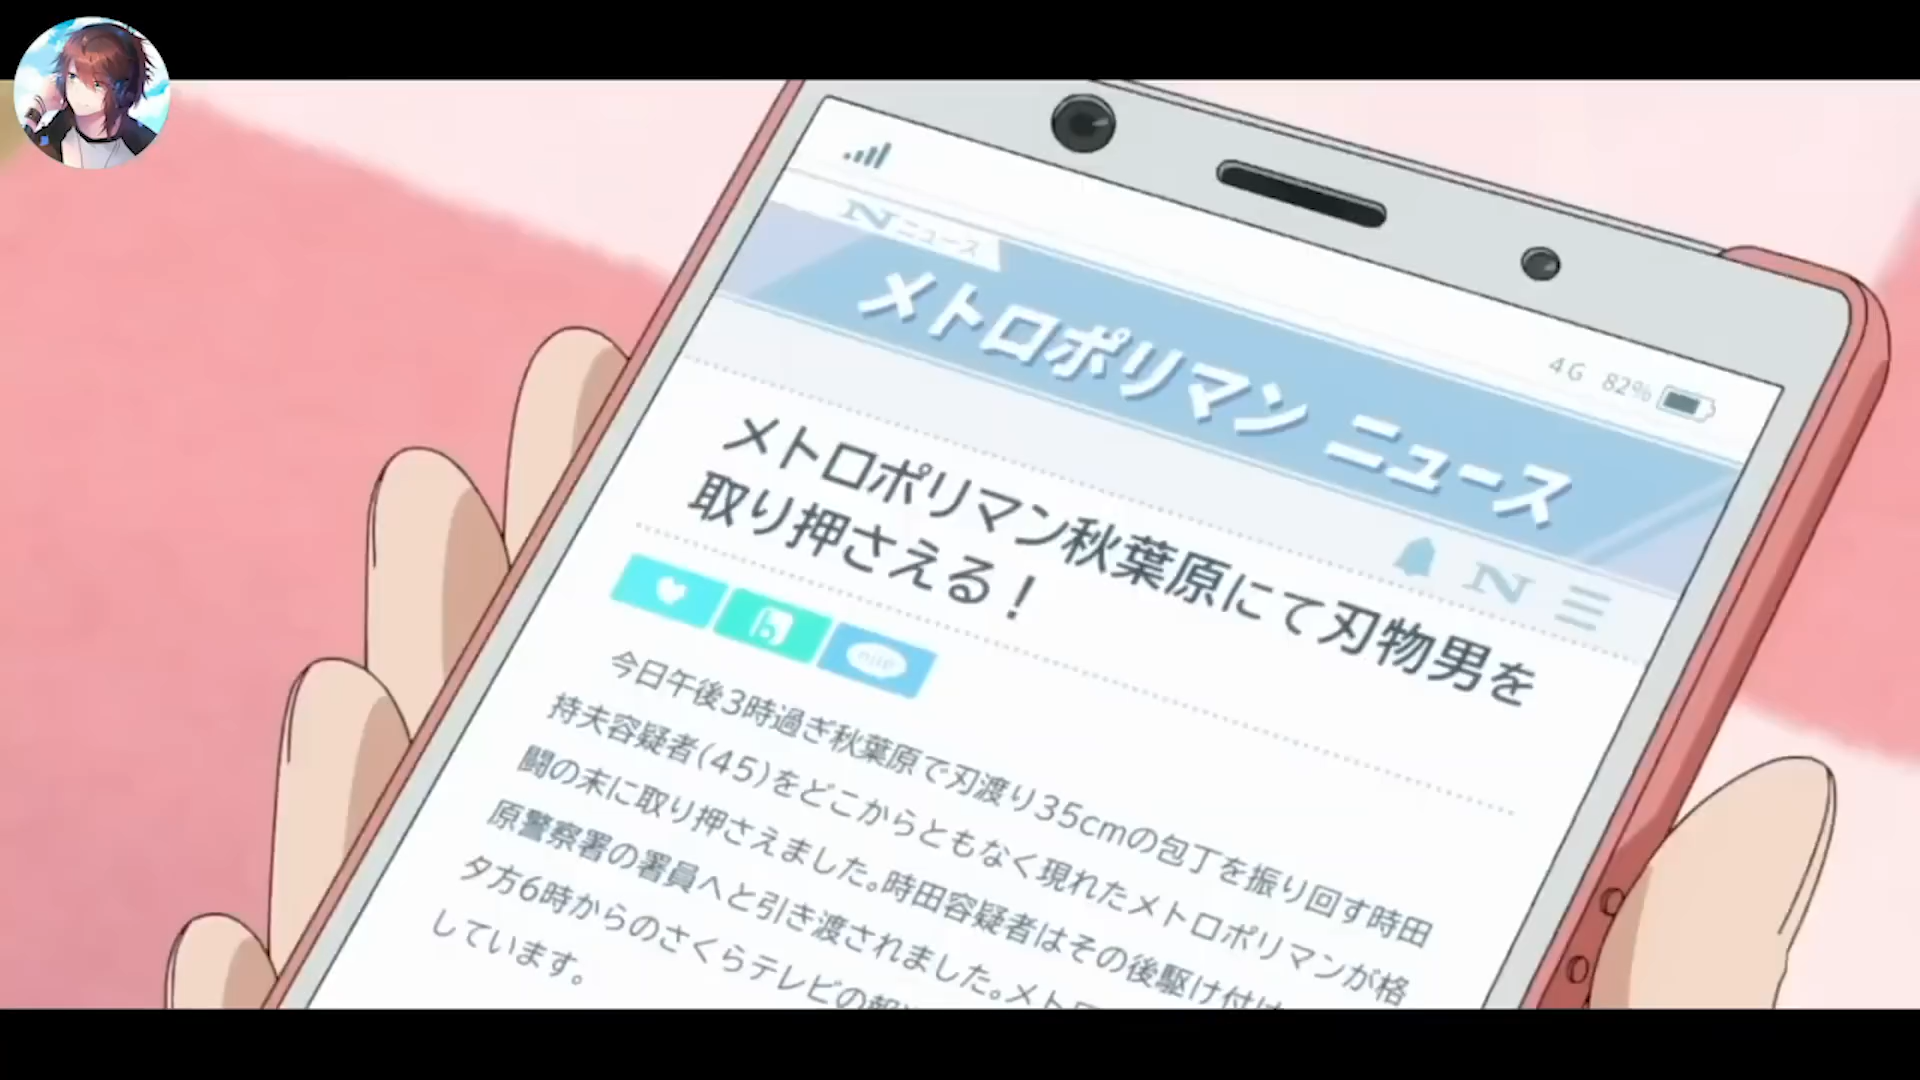 4G 82%
Nニュース
メトロポリマン ニュース
N
メトロポリマン秋葉原にて刃物男を
取り押さえる！
b
今日午後3時過ぎ秋葉原で刃渡り35cmの包丁を振り回す時田
持夫容疑者(45)をどこからともなく現れたメトロポリマンが格
闘の末に取り押さえました。時田容疑者はその後駆け付け
原警察署の署員へと引き渡されました。メトロ
夕方6時からのさくらテレビの報
しています。